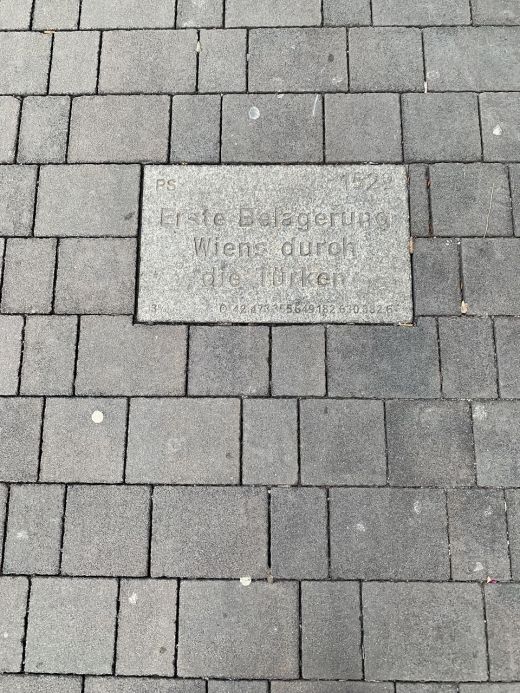 PS 1529
Erste Belagerung
Wiens durch
die Türken